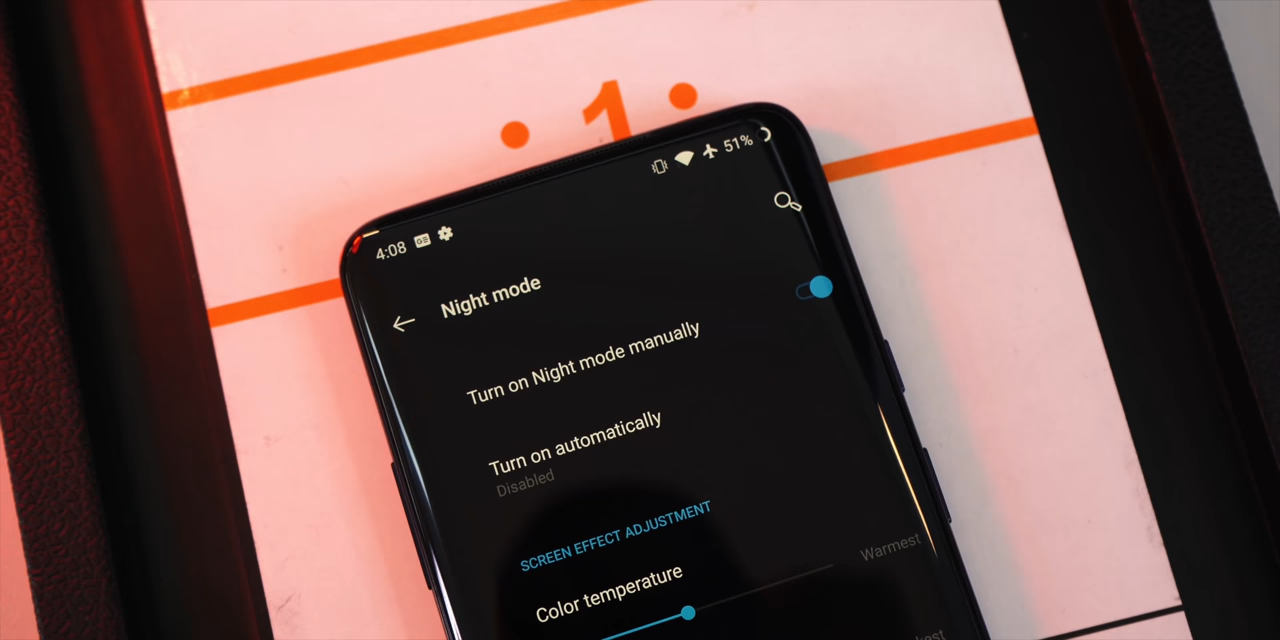 1
4:08 GE 51%
Night mode
Turn on Night mode manually
Turn on automatically
Disabled
SCREEN EFFECT ADJUSTMENT
Color temperature
Warmest